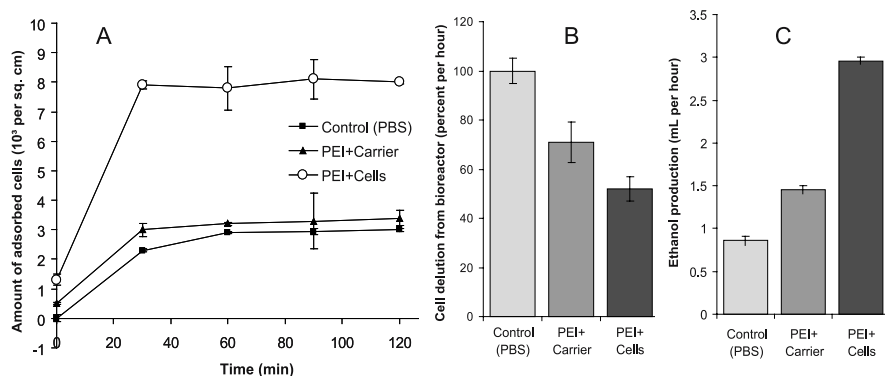 A
Amount of adsorbed cells (10³ per sq. cm)
10
9
8
7
6
5
4
3
2
1
0
-1
0 20 40 60 80 100 120
Time (min)
Control (PBS)
PEI+Carrier
PEI+Cells
B
Cell delution from bioreactor (percent per hour)
120
100
80
60
40
20
0
Control PEI+ PEI+
(PBS) Carrier Cells
C
Ethanol production (mL per hour)
3.5
3
2.5
2
1.5
1
0.5
0
Control PEI+ PEI+
(PBS) Carrier Cells